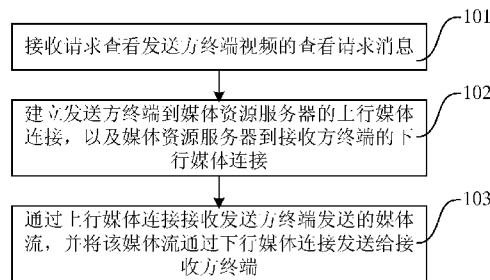 接收请求查看发送方终端视频的查看请求消息
101
建立发送方终端到媒体资源服务器的上行媒体
连接，以及媒体资源服务器到接收方终端的下
行媒体连接
102
通过上行媒体连接接收发送方终端发送的媒体
流，并将该媒体流通过下行媒体连接发送给接
收方终端
103